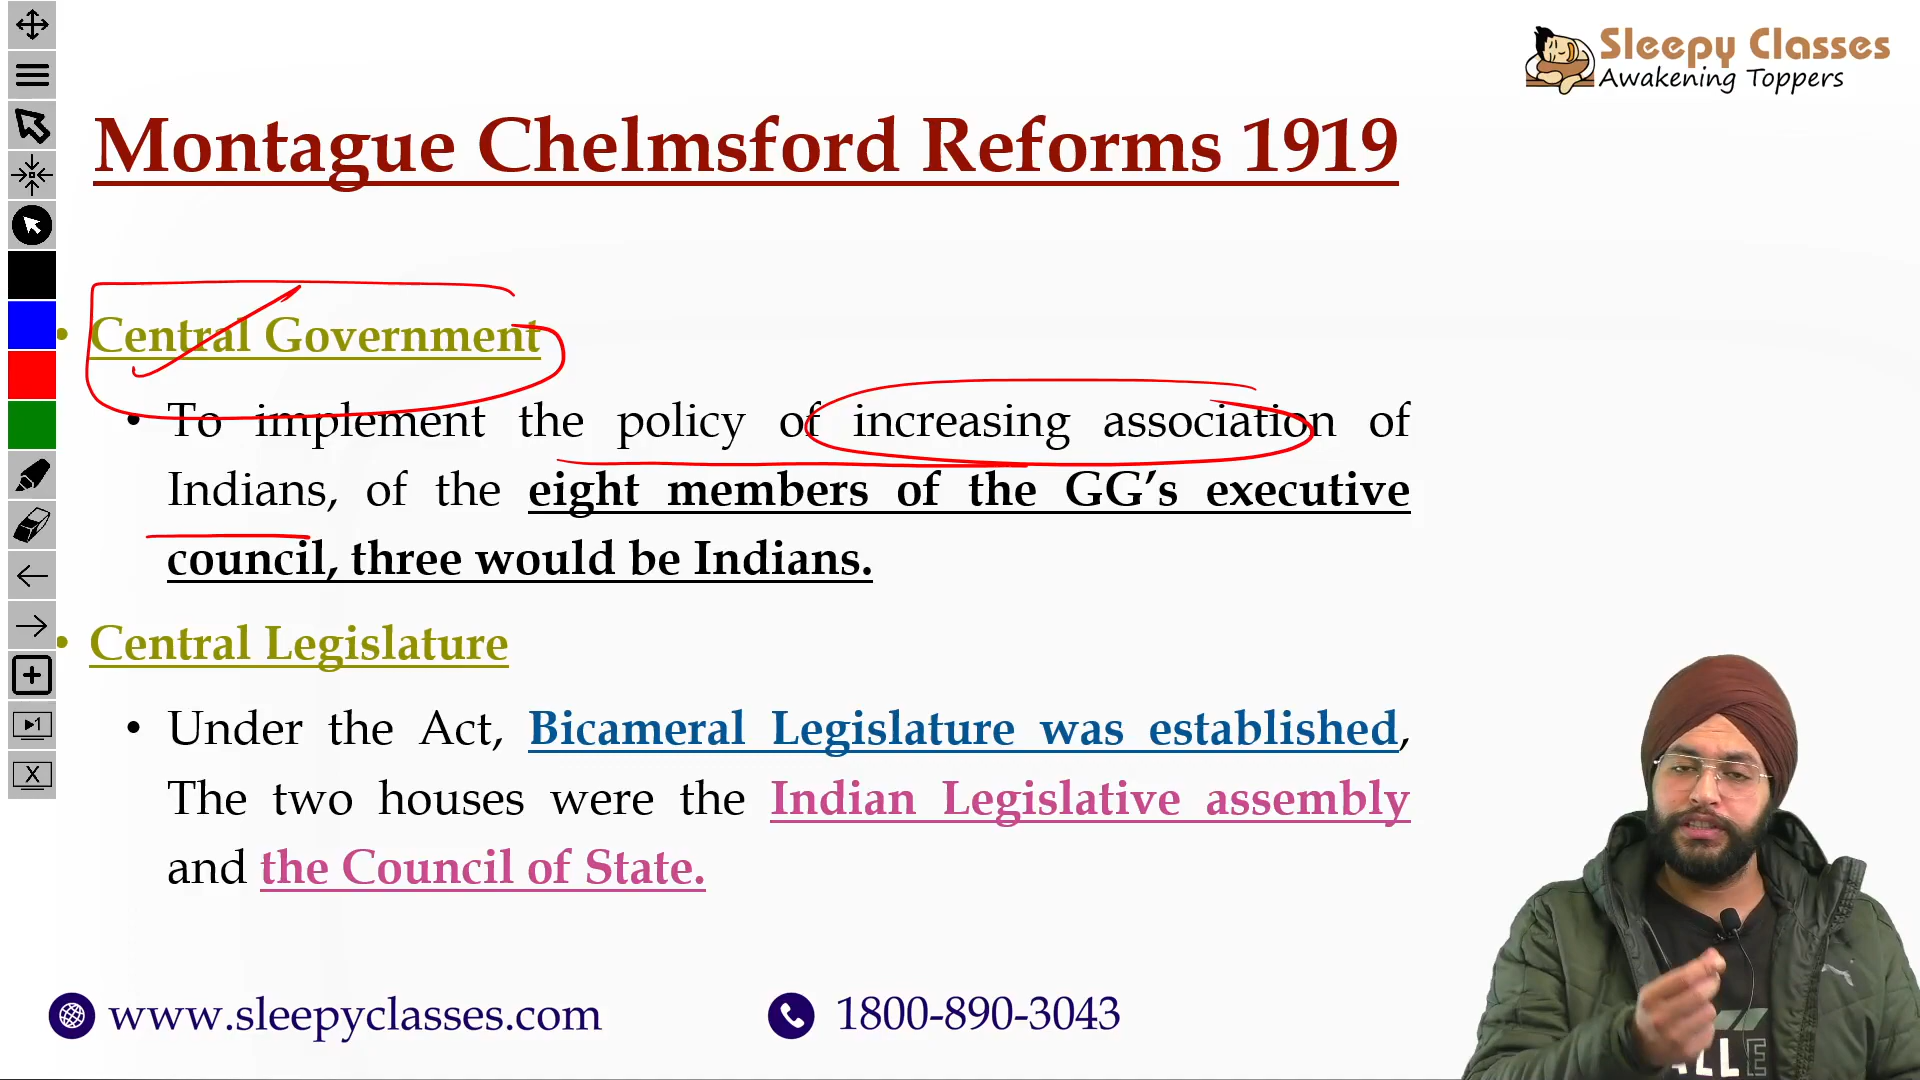 Sleepy Classes
Awakening Toppers
Montague Chelmsford Reforms 1919
• Central Government
• To implement the policy of increasing association of
Indians, of the eight members of the GG’s executive
council, three would be Indians.
• Central Legislature
• Under the Act, Bicameral Legislature was established,
The two houses were the Indian Legislative assembly
and the Council of State.
www.sleepyclasses.com
1800-890-3043